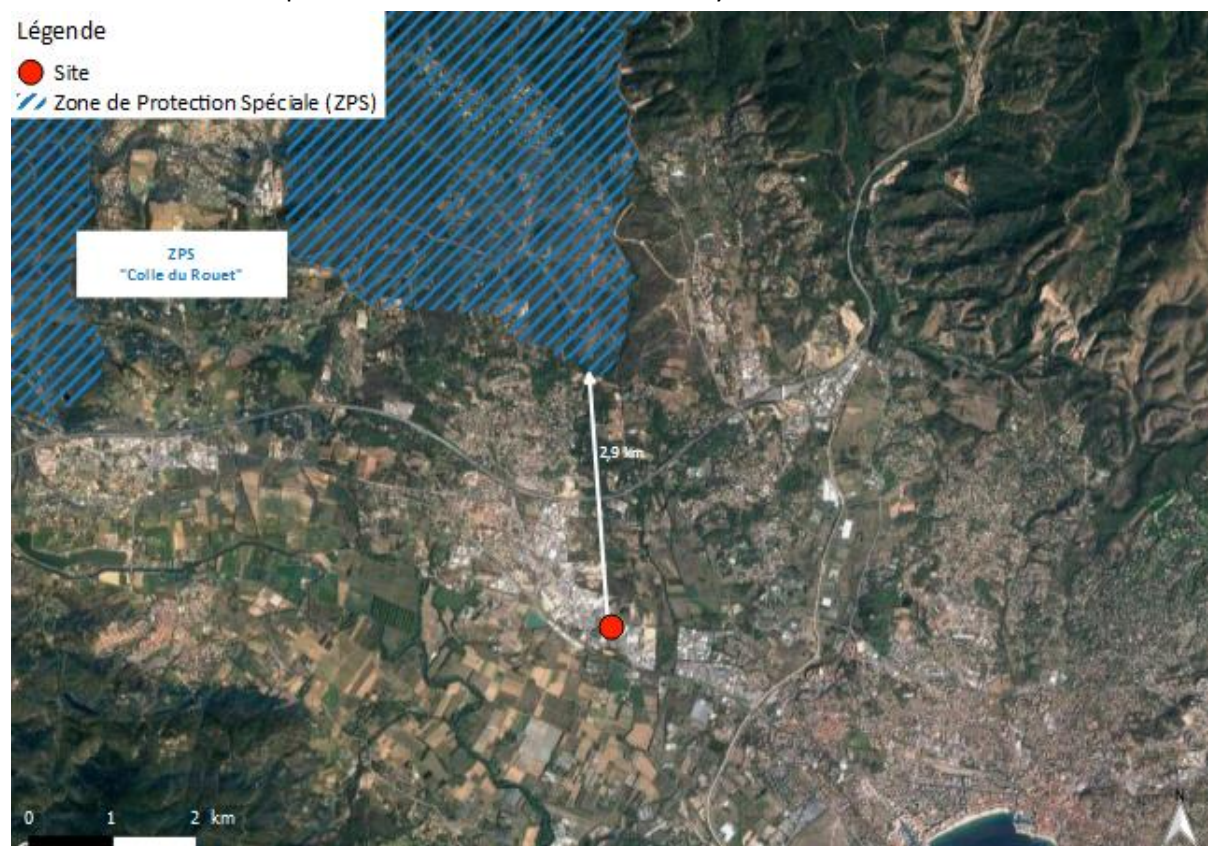 Légende
Site
Zone de Protection Spéciale (ZPS)
ZPS
"Colle du Rouet"
2,9 km
0 1 2 km
N